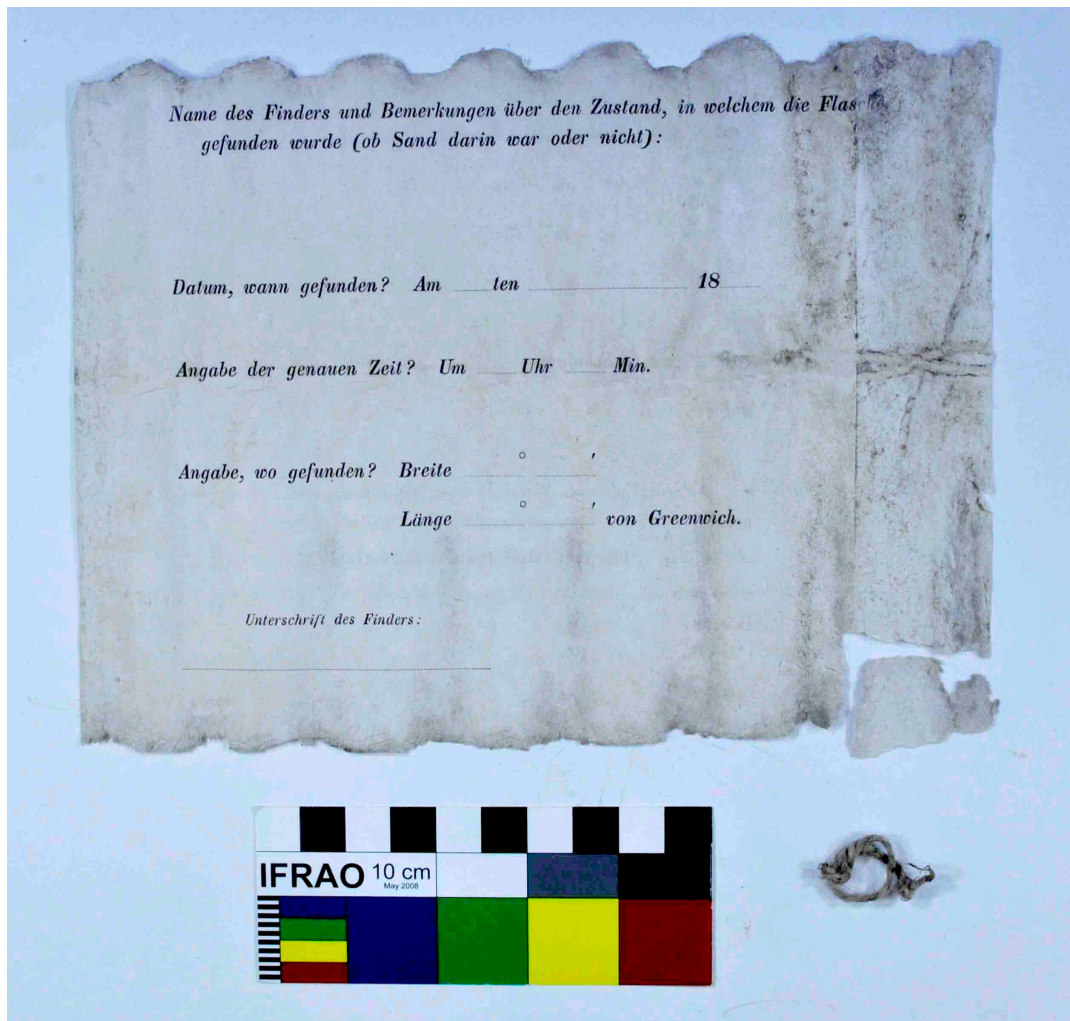 Name des Finders und Bemerkungen über den Zustand, in welchem die Flasche
gefunden wurde (ob Sand darin war oder nicht):
Datum, wann gefunden? Am ten 18
Angabe der genauen Zeit? Um Uhr Min.
Angabe, wo gefunden? Breite ° ′
Länge ° ′ von Greenwich.
Unterschrift des Finders:
IFRAO 10 cm
May 2008